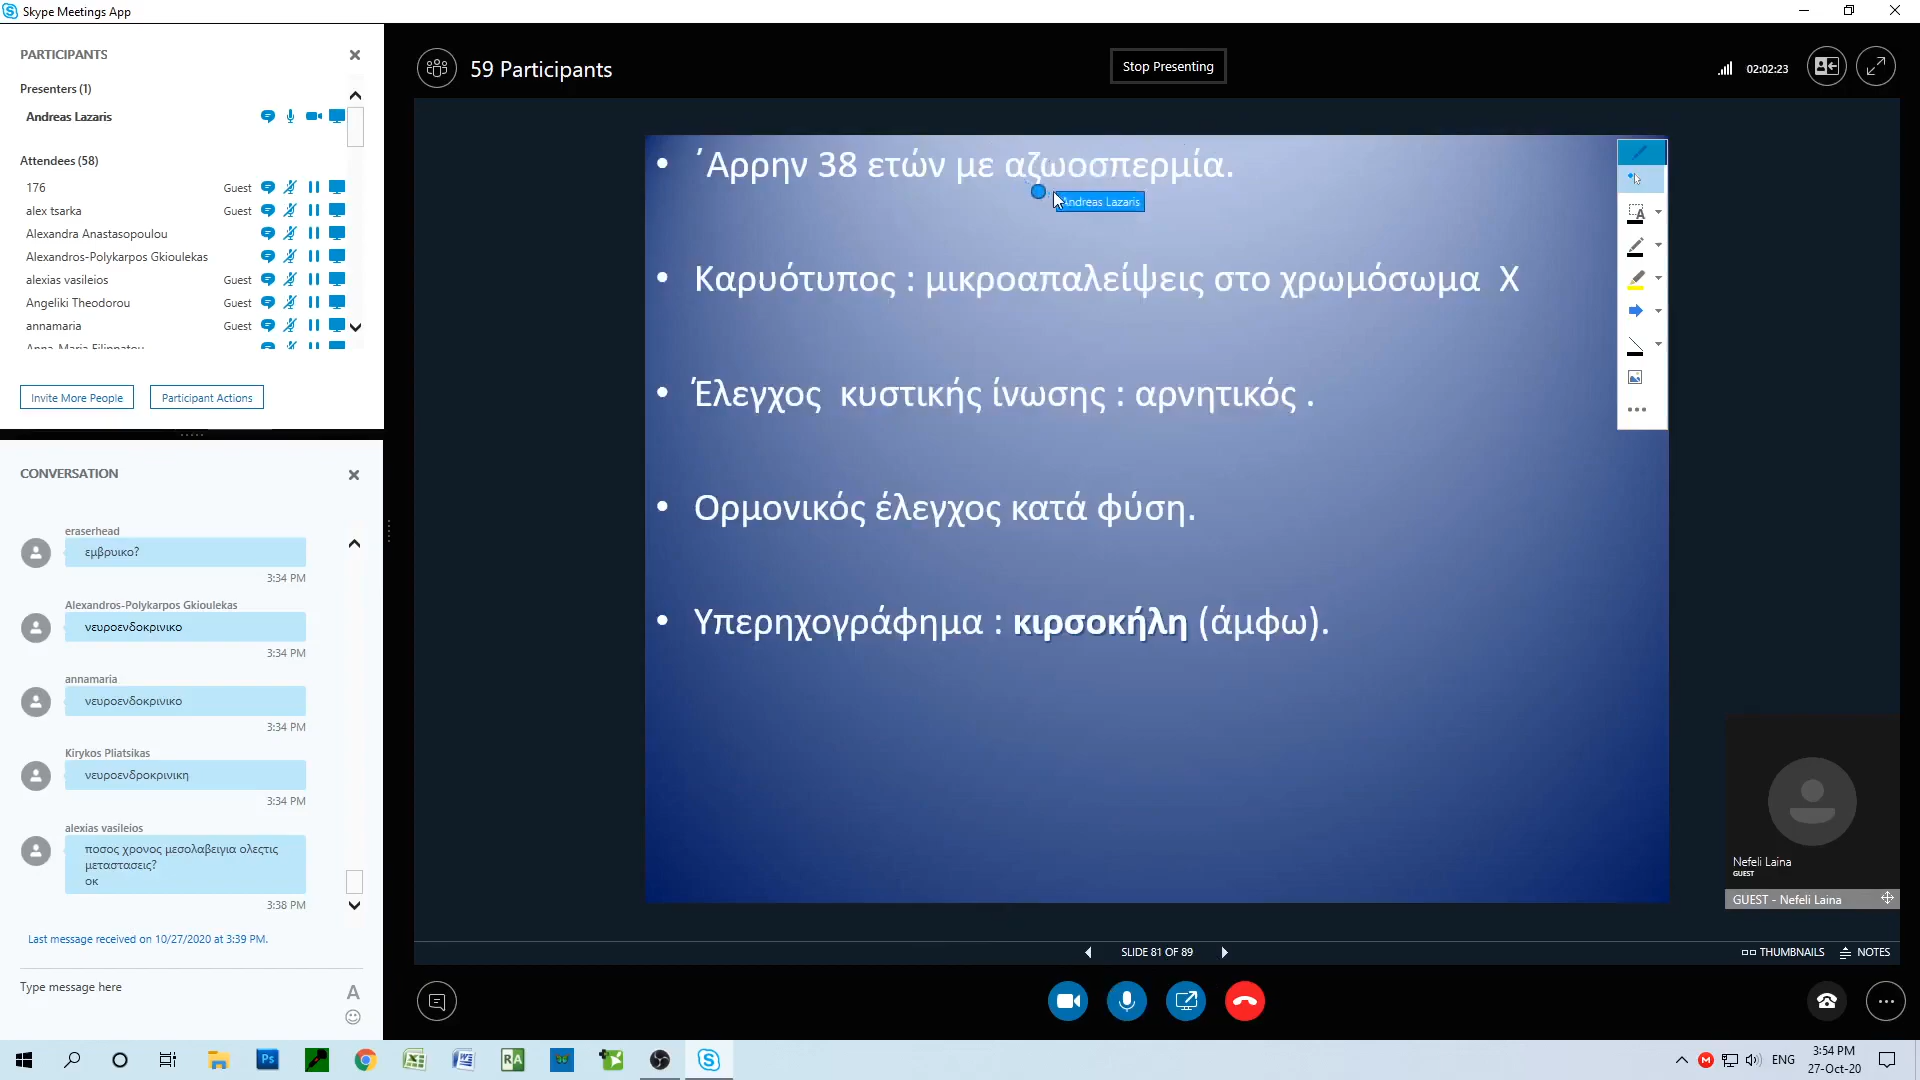 Skype Meetings App
PARTICIPANTS
Presenters (1)
Andreas Lazaris
Attendees (58)
176 Guest
alex tsarka Guest
Alexandra Anastasopoulou
Alexandros-Polykarpos Gkioulekas
alexias vasileios Guest
Angeliki Theodorou Guest
annamaria Guest
Anna-Maria Filippatou
Invite More People
Participant Actions
CONVERSATION
eraserhead
εμβρυικο?
3:34 PM
Alexandros-Polykarpos Gkioulekas
νευροενδοκρινικο
3:34 PM
annamaria
νευροενδοκρινικο
3:34 PM
Kirykos Pliatsikas
νευροενδροκρινικη
3:34 PM
alexias vasileios
ποσος χρονος μεσολαβειγια ολεςτις
μεταστασεις?
οκ
3:38 PM
Last message received on 10/27/2020 at 3:39 PM.
Type message here
59 Participants
Stop Presenting
02:02:23
• ΄Αρρην 38 ετών με αζωοσπερμία.
Andreas Lazaris
• Καρυότυπος : μικροαπαλείψεις στο χρωμόσωμα Χ
• Έλεγχος κυστικής ίνωσης : αρνητικός .
• Ορμονικός έλεγχος κατά φύση.
• Υπερηχογράφημα : κιρσοκήλη (άμφω).
Nefeli Laina
GUEST
GUEST - Nefeli Laina
SLIDE 81 OF 89
THUMBNAILS
NOTES
ENG
3:54 PM
27-Oct-20